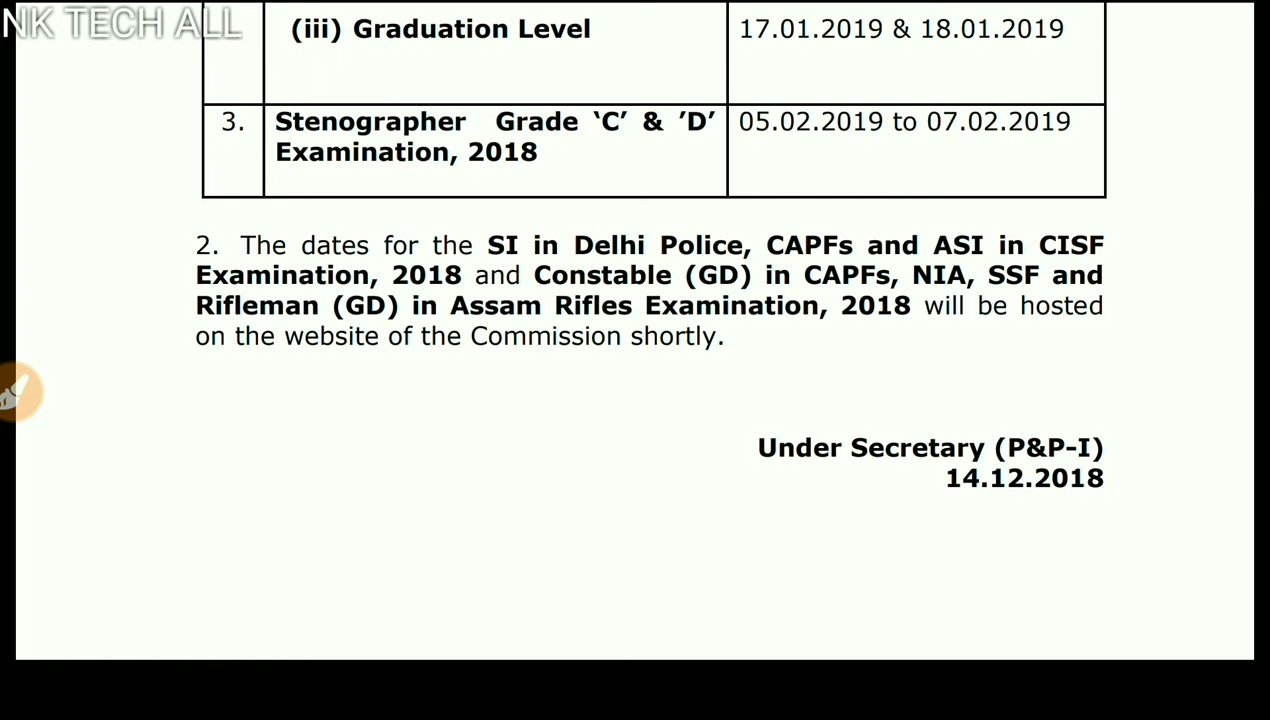 NK TECH ALL
(iii) Graduation Level 17.01.2019 & 18.01.2019
3. Stenographer Grade ‘C’ & ’D’ 05.02.2019 to 07.02.2019
Examination, 2018
2. The dates for the SI in Delhi Police, CAPFs and ASI in CISF
Examination, 2018 and Constable (GD) in CAPFs, NIA, SSF and
Rifleman (GD) in Assam Rifles Examination, 2018 will be hosted
on the website of the Commission shortly.
Under Secretary (P&P-I)
14.12.2018